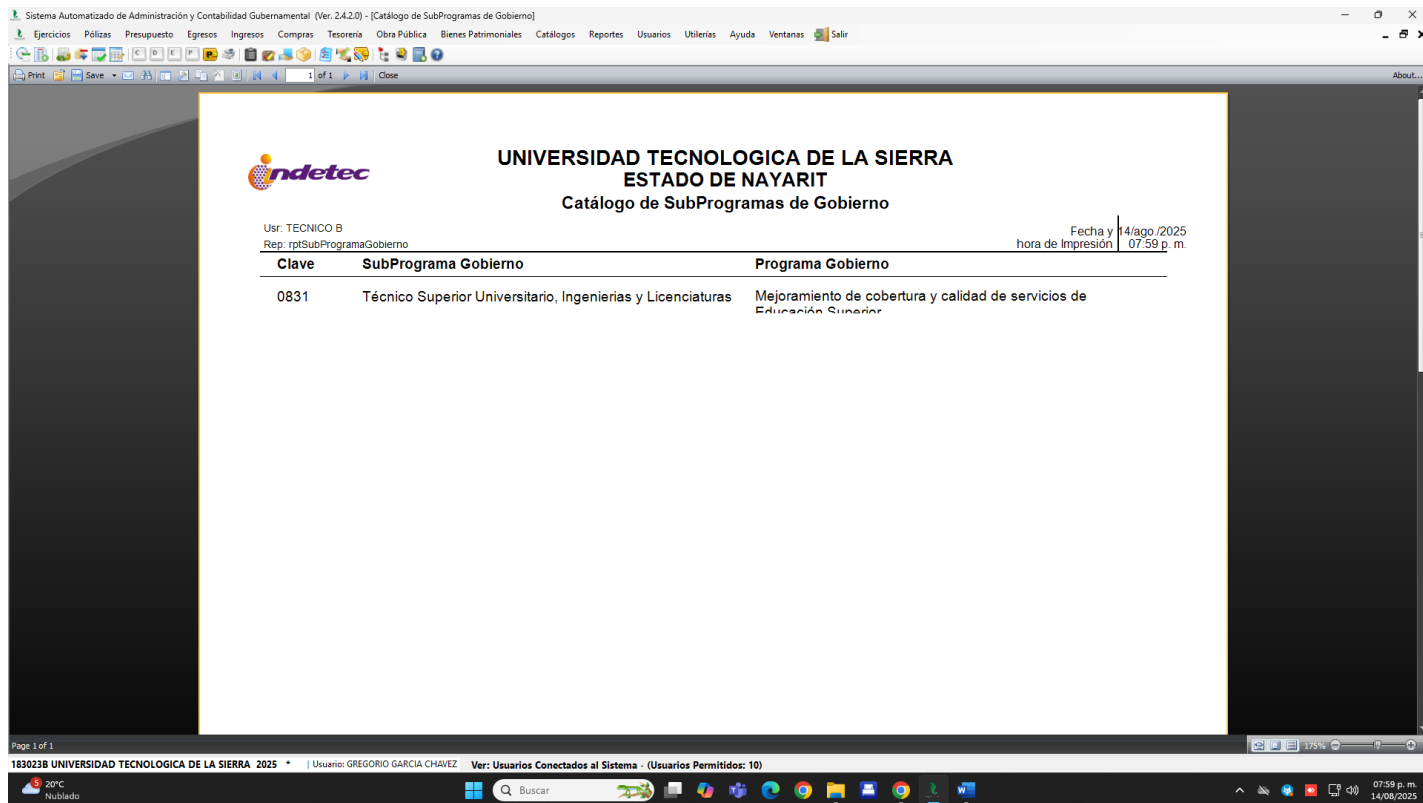 Sistema Automatizado de Administración y Contabilidad Gubernamental (Ver. 2.4.2.0) - [Catálogo de SubProgramas de Gobierno]
Ejercicios Pólizas Presupuesto Egresos Ingresos Compras Tesorería Obra Pública Bienes Patrimoniales Catálogos Reportes Usuarios Utilerías Ayuda Ventanas Salir
C D E P P
Print Save 1 of 1 Close About...
indetec
UNIVERSIDAD TECNOLOGICA DE LA SIERRA
ESTADO DE NAYARIT
Catálogo de SubProgramas de Gobierno
Usr: TECNICO B
Rep: rptSubProgramaGobierno
Fecha y 14/ago./2025
hora de Impresión 07:59 p. m.
Clave SubPrograma Gobierno Programa Gobierno
0831 Técnico Superior Universitario, Ingenierias y Licenciaturas Mejoramiento de cobertura y calidad de servicios de
Educación Superior
Page 1 of 1 175%
183023B UNIVERSIDAD TECNOLOGICA DE LA SIERRA 2025 * | Usuario: GREGORIO GARCIA CHAVEZ Ver: Usuarios Conectados al Sistema - (Usuarios Permitidos: 10)
5 20°C
Nublado
Buscar
07:59 p. m.
14/08/2025